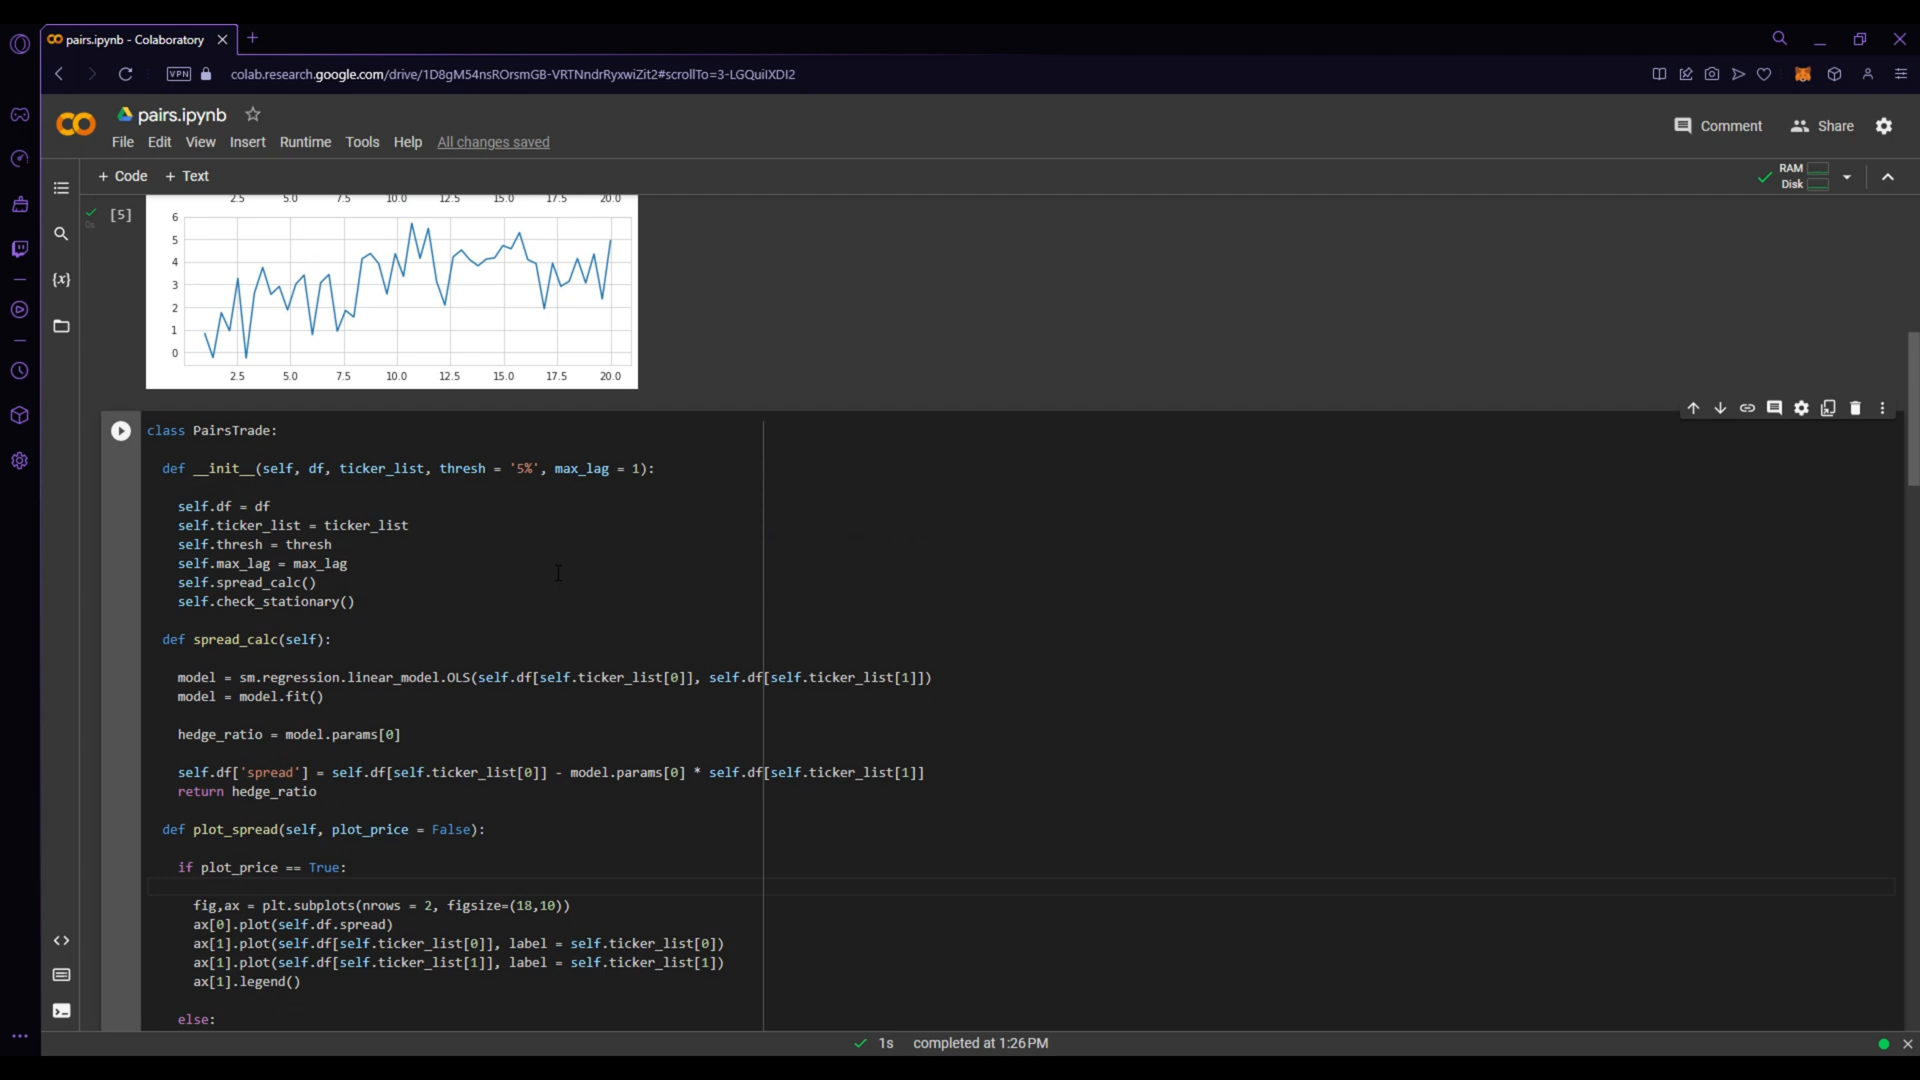 pairs.ipynb - Colaboratory
VPN
colab.research.google.com/drive/1D8gM54nsROrsmGB-VRTNndrRyxwiZit2#scrollTo=3-LGQuiIXDI2
pairs.ipynb
File Edit View Insert Runtime Tools Help All changes saved
Comment Share
+ Code + Text
RAM
Disk
2.5 5.0 7.5 10.0 12.5 15.0 17.5 20.0
[5]
0s
6
5
4
3
2
1
0
2.5 5.0 7.5 10.0 12.5 15.0 17.5 20.0
{x}
class PairsTrade:
def __init__(self, df, ticker_list, thresh = '5%', max_lag = 1):
self.df = df
self.ticker_list = ticker_list
self.thresh = thresh
self.max_lag = max_lag
self.spread_calc()
self.check_stationary()
def spread_calc(self):
model = sm.regression.linear_model.OLS(self.df[self.ticker_list[0]], self.df[self.ticker_list[1]])
model = model.fit()
hedge_ratio = model.params[0]
self.df['spread'] = self.df[self.ticker_list[0]] - model.params[0] * self.df[self.ticker_list[1]]
return hedge_ratio
def plot_spread(self, plot_price = False):
if plot_price == True:
fig,ax = plt.subplots(nrows = 2, figsize=(18,10))
ax[0].plot(self.df.spread)
ax[1].plot(self.df[self.ticker_list[0]], label = self.ticker_list[0])
ax[1].plot(self.df[self.ticker_list[1]], label = self.ticker_list[1])
ax[1].legend()
else:
1s completed at 1:26 PM